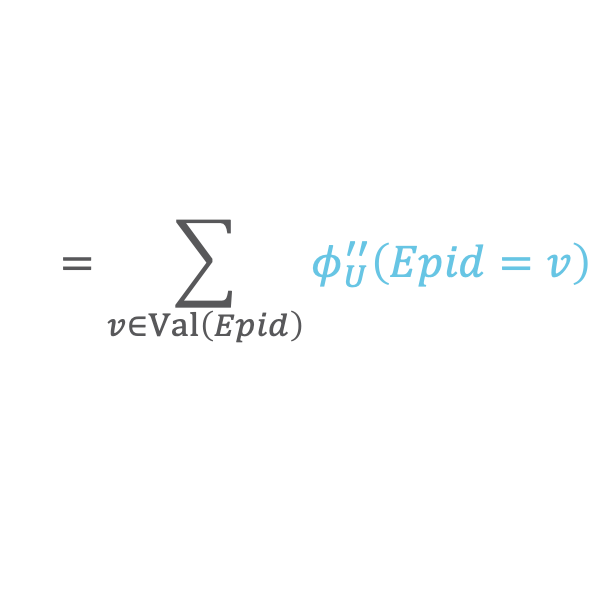 = ∑ ϕ″_U(Epid = v)
v∈Val(Epid)